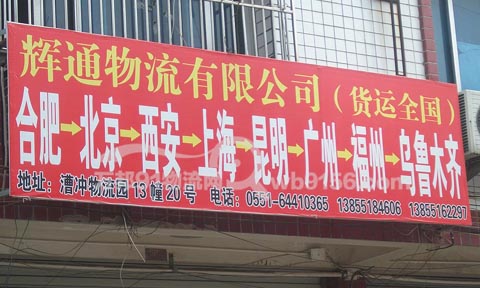 辉通物流有限公司（货运全国）
合肥→北京→西安→上海→昆明→广州→福州→乌鲁木齐
地址：漕冲物流园13幢20号 电话：0551-64410365 13855184606 13855162297